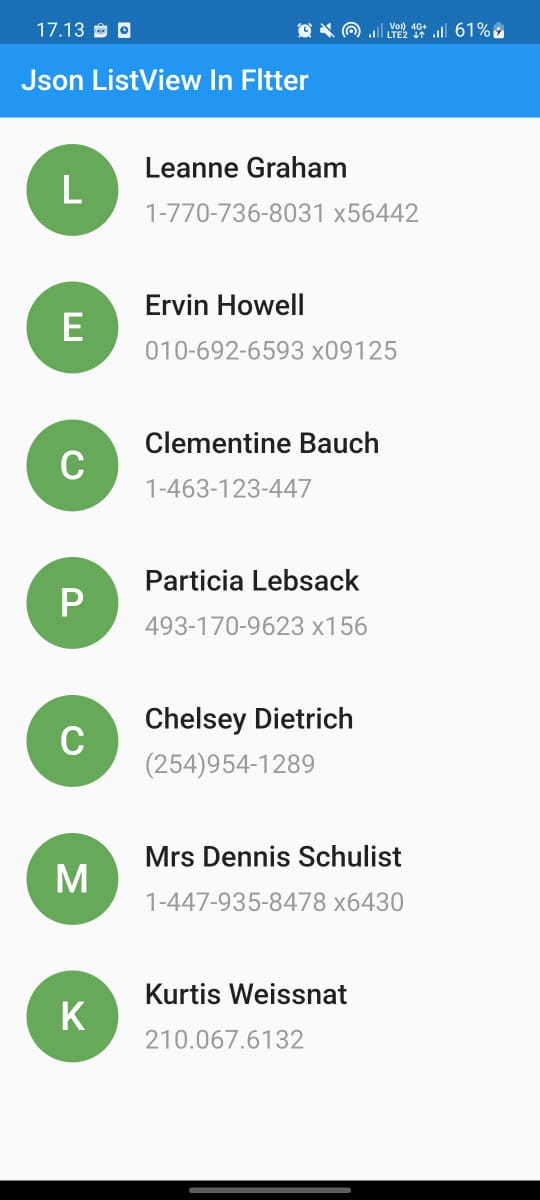 17.13 Vo)) LTE2 4G+ 61%
Json ListView In Fltter
L
Leanne Graham
1-770-736-8031 x56442
E
Ervin Howell
010-692-6593 x09125
C
Clementine Bauch
1-463-123-447
P
Particia Lebsack
493-170-9623 x156
C
Chelsey Dietrich
(254)954-1289
M
Mrs Dennis Schulist
1-447-935-8478 x6430
K
Kurtis Weissnat
210.067.6132